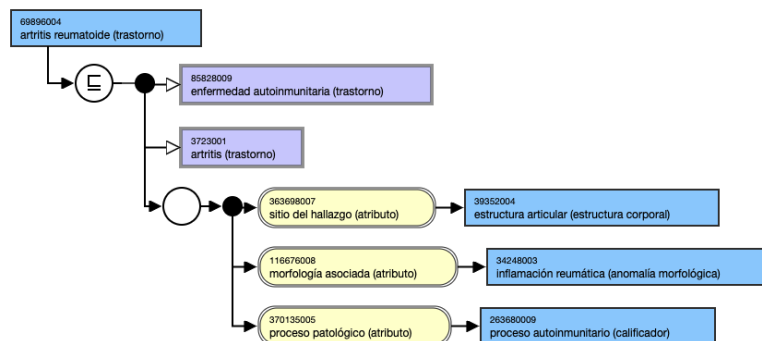 69896004
artritis reumatoide (trastorno)
⊑
85828009
enfermedad autoinmunitaria (trastorno)
3723001
artritis (trastorno)
363698007
sitio del hallazgo (atributo)
39352004
estructura articular (estructura corporal)
116676008
morfología asociada (atributo)
34248003
inflamación reumática (anomalía morfológica)
370135005
proceso patológico (atributo)
263680009
proceso autoinmunitario (calificador)